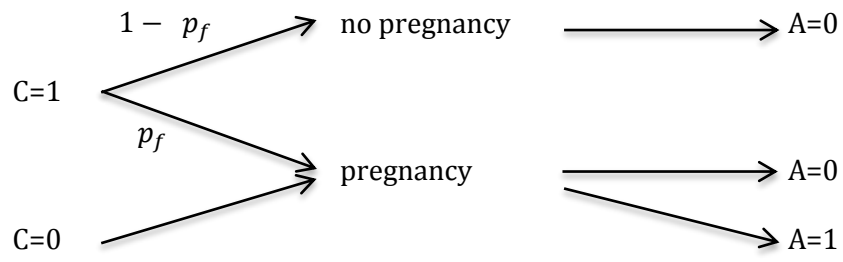 1 − p_f
no pregnancy
A=0
C=1
p_f
pregnancy
A=0
C=0
A=1